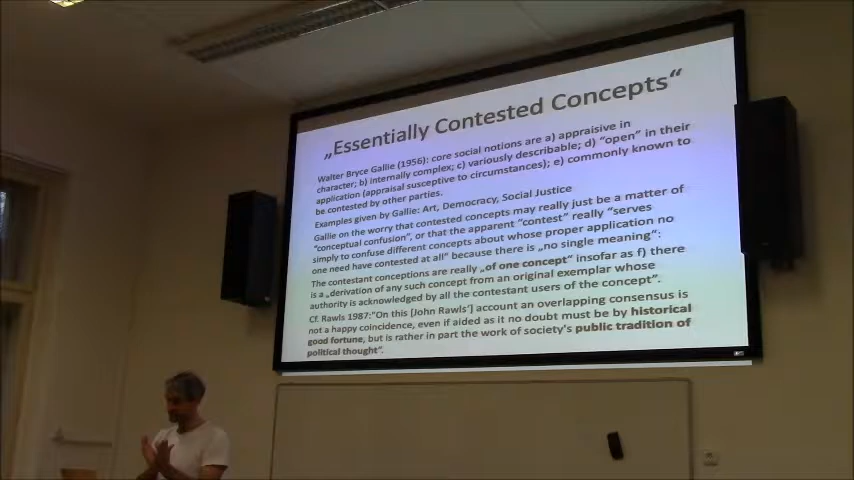 „Essentially Contested Concepts“
Walter Bryce Gallie (1956): core social notions are a) appraisive in
character; b) internally complex; c) variously describable; d) "open" in their
application (appraisal susceptive to circumstances); e) commonly known to
be contested by other parties.
Examples given by Gallie: Art, Democracy, Social Justice
Gallie on the worry that contested concepts may really just be a matter of
"conceptual confusion", or that the apparent "contest" really "serves
simply to confuse different concepts about whose proper application no
one need have contested at all" because there is „no single meaning“:
The contestant conceptions are really „of one concept“ insofar as f) there
is a „derivation of any such concept from an original exemplar whose
authority is acknowledged by all the contestant users of the concept“.
Cf. Rawls 1987:"On this [John Rawls'] account an overlapping consensus is
not a happy coincidence, even if aided as it no doubt must be by historical
good fortune, but is rather in part the work of society's public tradition of
political thought".